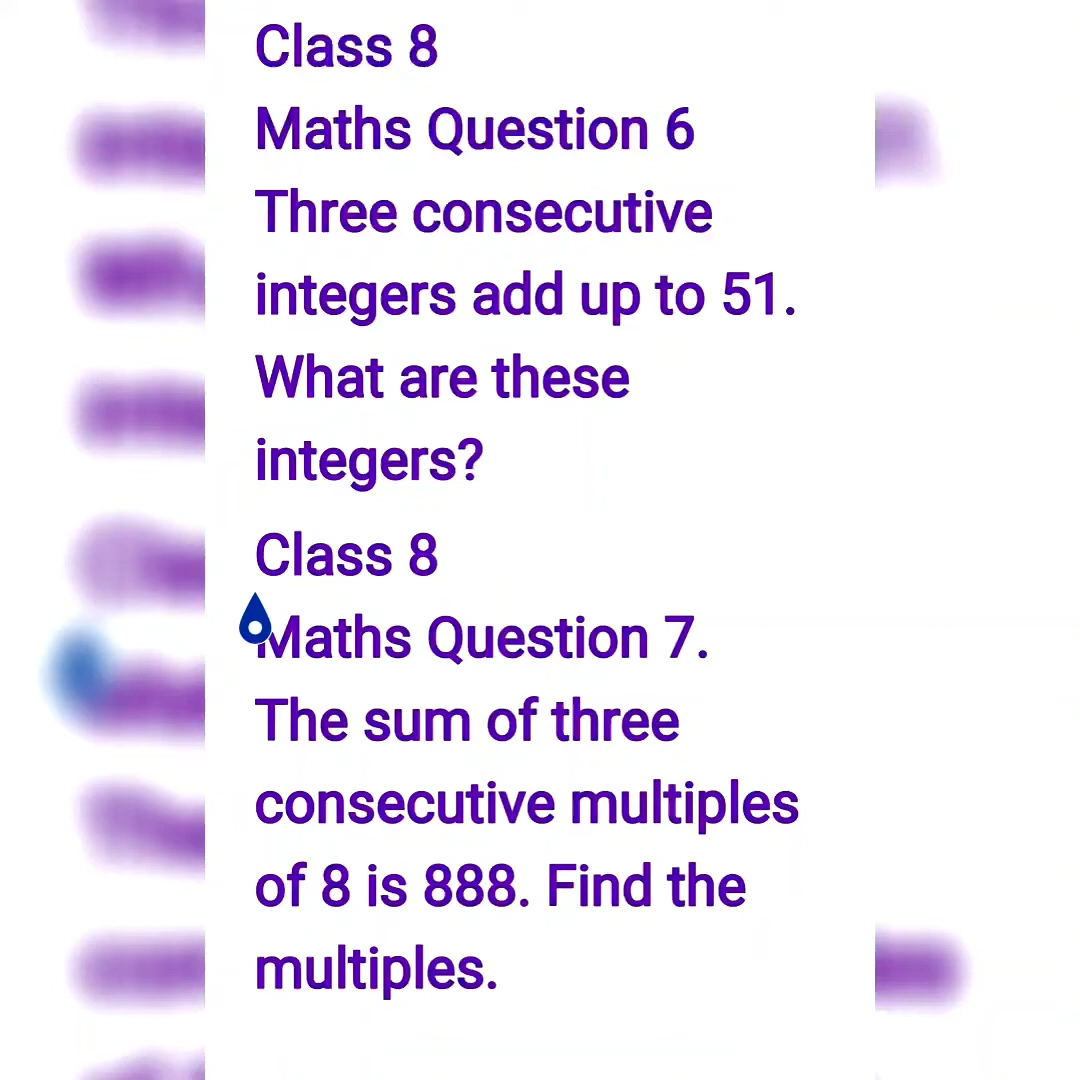 Class 8
Maths Question 6
Three consecutive
integers add up to 51.
What are these
integers?
Class 8
Maths Question 7.
The sum of three
consecutive multiples
of 8 is 888. Find the
multiples.